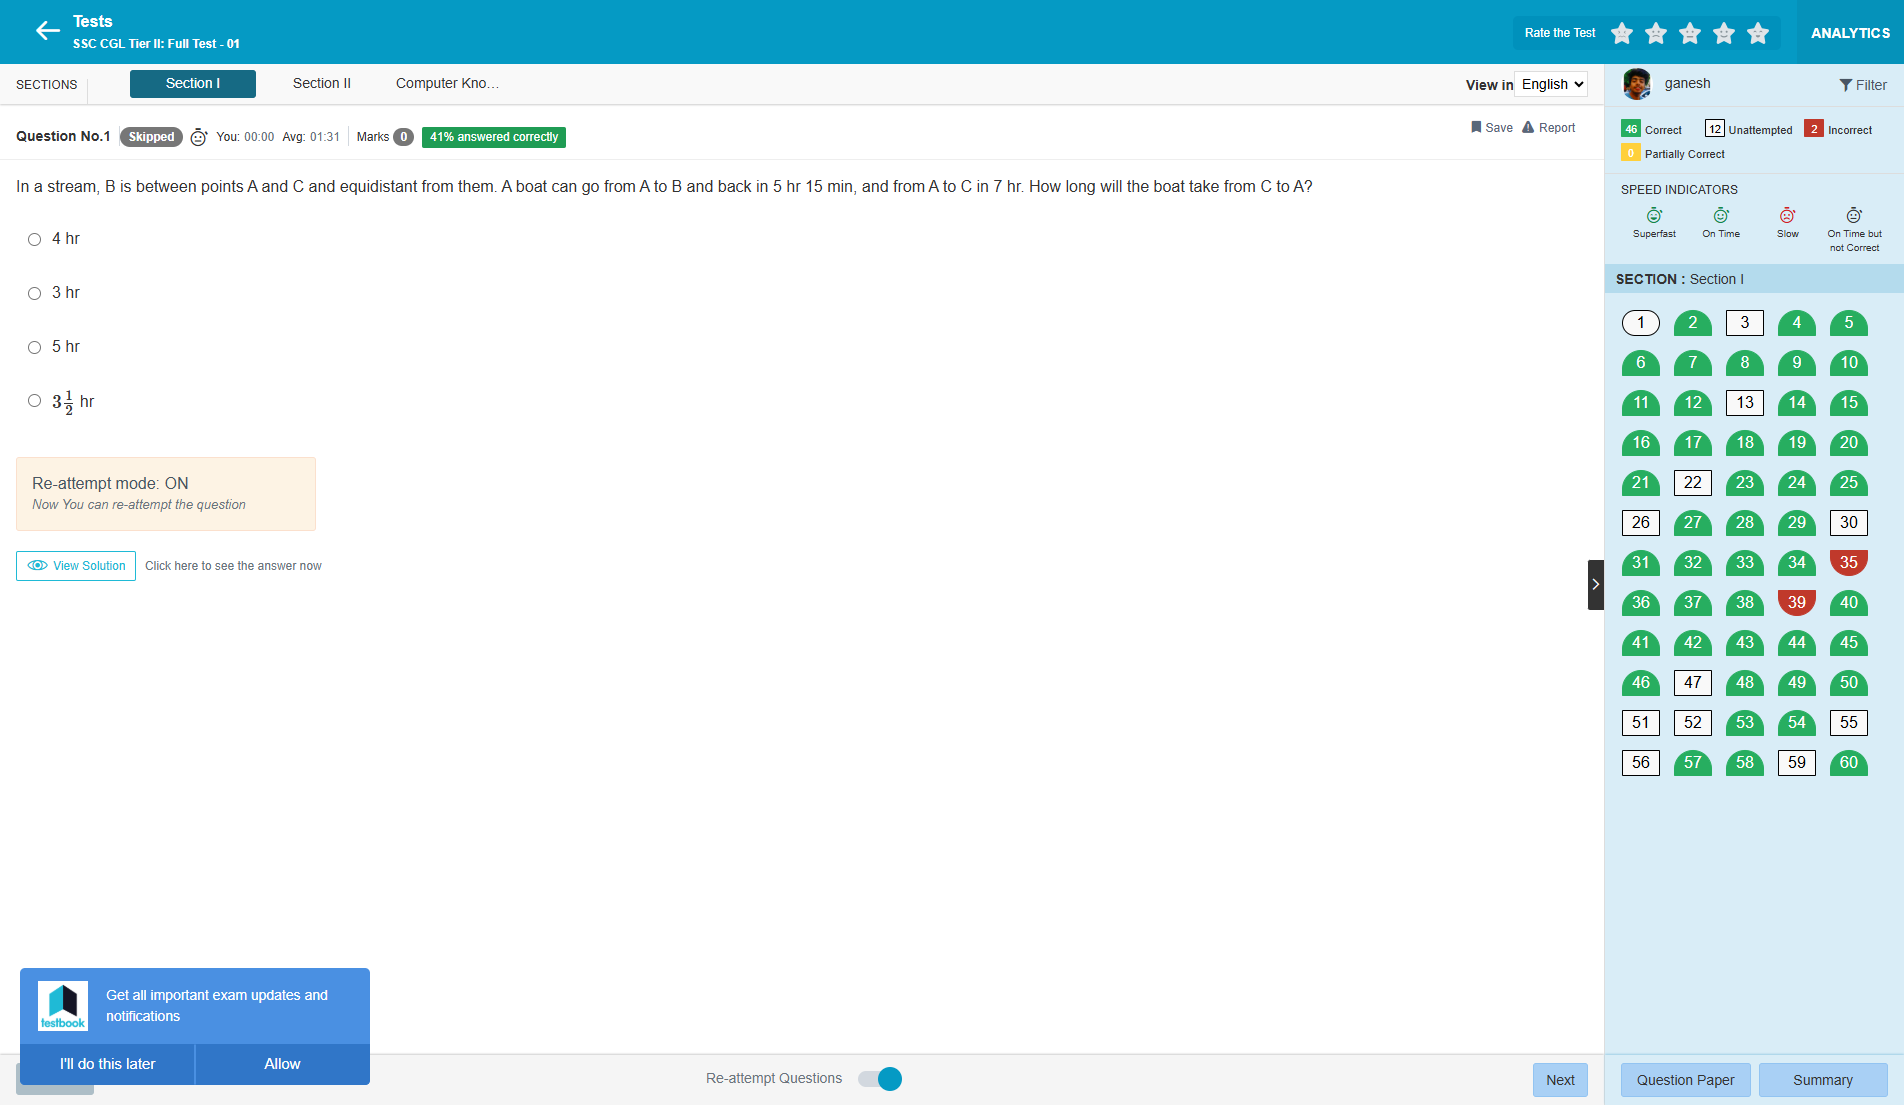 Tests
SSC CGL Tier II: Full Test - 01
Rate the Test
ANALYTICS
SECTIONS
Section I
Section II
Computer Kno...
View in English
ganesh
Filter
Question No.1 Skipped You: 00:00 Avg: 01:31 Marks 0 41% answered correctly
Save Report
46 Correct 12 Unattempted 2 Incorrect
0 Partially Correct
In a stream, B is between points A and C and equidistant from them. A boat can go from A to B and back in 5 hr 15 min, and from A to C in 7 hr. How long will the boat take from C to A?
4 hr
3 hr
5 hr
3 1/2 hr
Re-attempt mode: ON
Now You can re-attempt the question
View Solution Click here to see the answer now
SPEED INDICATORS
Superfast
On Time
Slow
On Time but
not Correct
SECTION : Section I
1 2 3 4 5
6 7 8 9 10
11 12 13 14 15
16 17 18 19 20
21 22 23 24 25
26 27 28 29 30
31 32 33 34 35
36 37 38 39 40
41 42 43 44 45
46 47 48 49 50
51 52 53 54 55
56 57 58 59 60
testbook
Get all important exam updates and
notifications
I'll do this later
Allow
Re-attempt Questions
Next
Question Paper
Summary